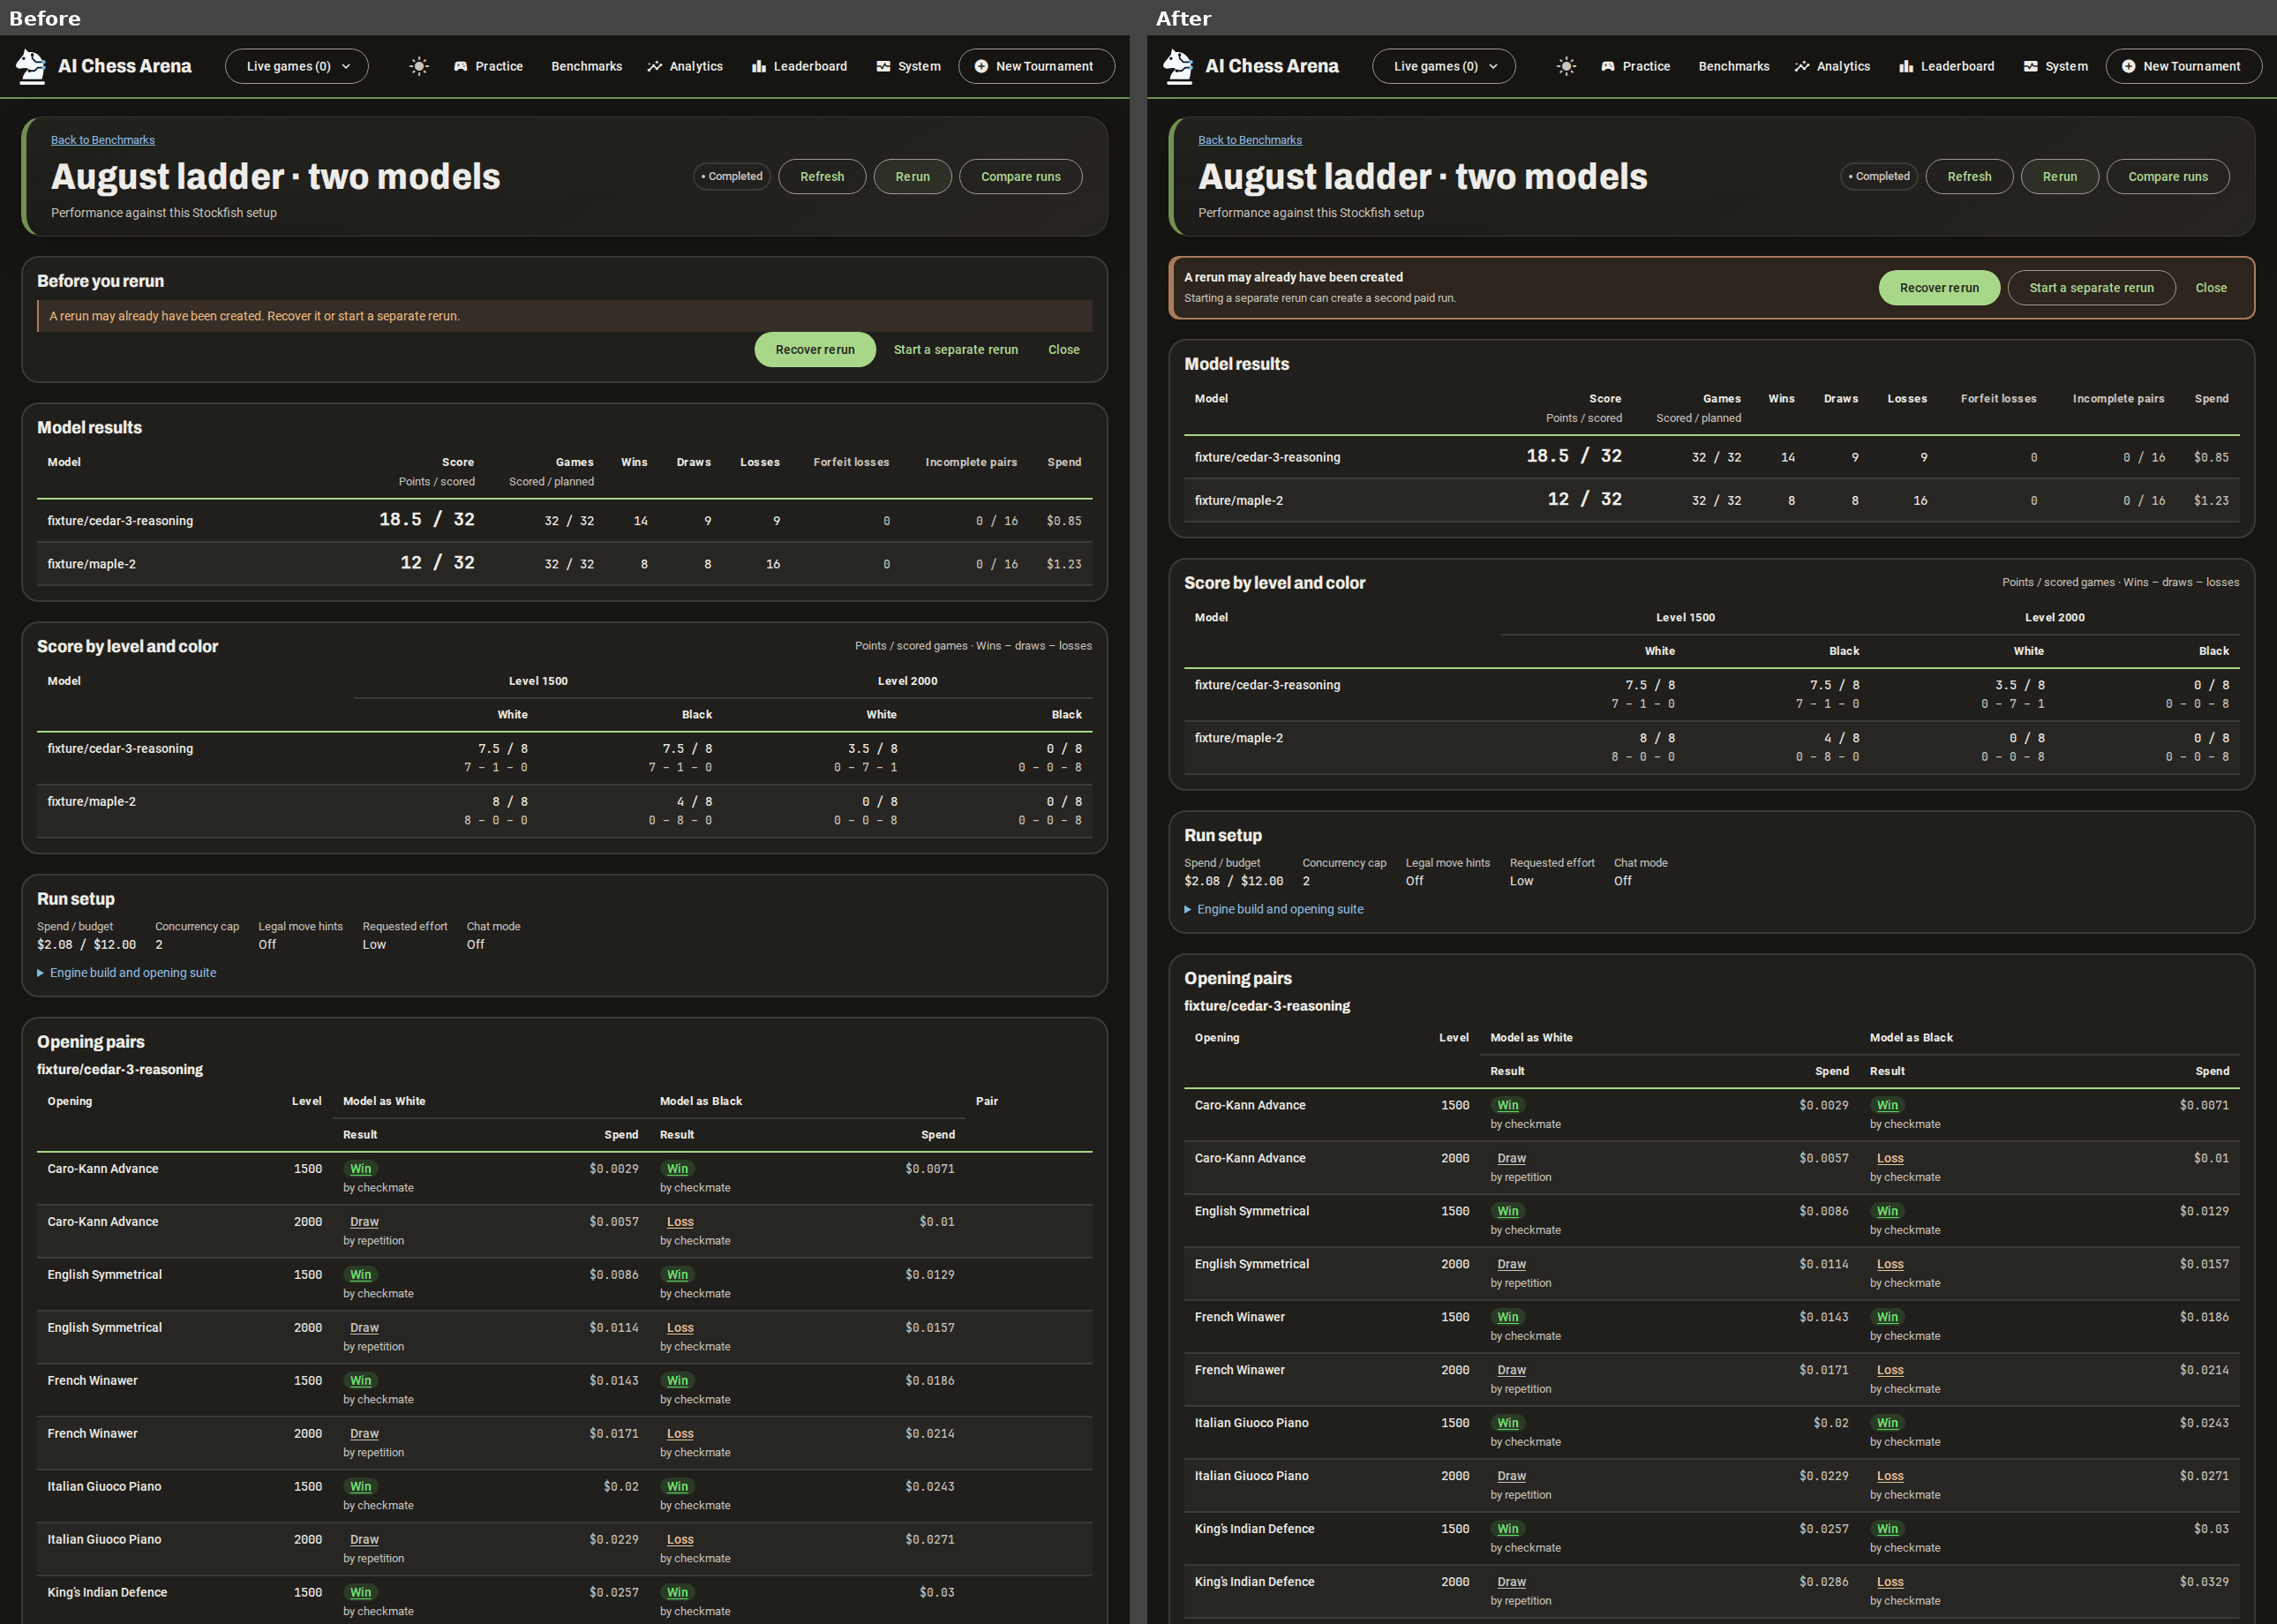 Before
AI Chess Arena
Live games (0)
Practice
Benchmarks
Analytics
Leaderboard
System
New Tournament
Back to Benchmarks
August ladder · two models
• Completed
Refresh
Rerun
Compare runs
Performance against this Stockfish setup
Before you rerun
A rerun may already have been created. Recover it or start a separate rerun.
Recover rerun
Start a separate rerun
Close
Model results
Model Score Games Wins Draws Losses Forfeit losses Incomplete pairs Spend
Points / scored Scored / planned
fixture/cedar-3-reasoning 18.5 / 32 32 / 32 14 9 9 0 0 / 16 $0.85
fixture/maple-2 12 / 32 32 / 32 8 8 16 0 0 / 16 $1.23
Score by level and color
Points / scored games · Wins – draws – losses
Model Level 1500 Level 2000
White Black White Black
fixture/cedar-3-reasoning 7.5 / 8 7.5 / 8 3.5 / 8 0 / 8
7 – 1 – 0 7 – 1 – 0 0 – 7 – 1 0 – 0 – 8
fixture/maple-2 8 / 8 4 / 8 0 / 8 0 / 8
8 – 0 – 0 0 – 8 – 0 0 – 0 – 8 0 – 0 – 8
Run setup
Spend / budget Concurrency cap Legal move hints Requested effort Chat mode
$2.08 / $12.00 2 Off Low Off
Engine build and opening suite
Opening pairs
fixture/cedar-3-reasoning
Opening Level Model as White Model as Black Pair
Result Spend Result Spend
Caro-Kann Advance 1500 Win $0.0029 Win $0.0071
by checkmate by checkmate
Caro-Kann Advance 2000 Draw $0.0057 Loss $0.01
by repetition by checkmate
English Symmetrical 1500 Win $0.0086 Win $0.0129
by checkmate by checkmate
English Symmetrical 2000 Draw $0.0114 Loss $0.0157
by repetition by checkmate
French Winawer 1500 Win $0.0143 Win $0.0186
by checkmate by checkmate
French Winawer 2000 Draw $0.0171 Loss $0.0214
by repetition by checkmate
Italian Giuoco Piano 1500 Win $0.02 Win $0.0243
by checkmate by checkmate
Italian Giuoco Piano 2000 Draw $0.0229 Loss $0.0271
by repetition by checkmate
King's Indian Defence 1500 Win $0.0257 Win $0.03
by checkmate by checkmate
After
AI Chess Arena
Live games (0)
Practice
Benchmarks
Analytics
Leaderboard
System
New Tournament
Back to Benchmarks
August ladder · two models
• Completed
Refresh
Rerun
Compare runs
Performance against this Stockfish setup
A rerun may already have been created
Starting a separate rerun can create a second paid run.
Recover rerun
Start a separate rerun
Close
Model results
Model Score Games Wins Draws Losses Forfeit losses Incomplete pairs Spend
Points / scored Scored / planned
fixture/cedar-3-reasoning 18.5 / 32 32 / 32 14 9 9 0 0 / 16 $0.85
fixture/maple-2 12 / 32 32 / 32 8 8 16 0 0 / 16 $1.23
Score by level and color
Points / scored games · Wins – draws – losses
Model Level 1500 Level 2000
White Black White Black
fixture/cedar-3-reasoning 7.5 / 8 7.5 / 8 3.5 / 8 0 / 8
7 – 1 – 0 7 – 1 – 0 0 – 7 – 1 0 – 0 – 8
fixture/maple-2 8 / 8 4 / 8 0 / 8 0 / 8
8 – 0 – 0 0 – 8 – 0 0 – 0 – 8 0 – 0 – 8
Run setup
Spend / budget Concurrency cap Legal move hints Requested effort Chat mode
$2.08 / $12.00 2 Off Low Off
Engine build and opening suite
Opening pairs
fixture/cedar-3-reasoning
Opening Level Model as White Model as Black
Result Spend Result Spend
Caro-Kann Advance 1500 Win $0.0029 Win $0.0071
by checkmate by checkmate
Caro-Kann Advance 2000 Draw $0.0057 Loss $0.01
by repetition by checkmate
English Symmetrical 1500 Win $0.0086 Win $0.0129
by checkmate by checkmate
English Symmetrical 2000 Draw $0.0114 Loss $0.0157
by repetition by checkmate
French Winawer 1500 Win $0.0143 Win $0.0186
by checkmate by checkmate
French Winawer 2000 Draw $0.0171 Loss $0.0214
by repetition by checkmate
Italian Giuoco Piano 1500 Win $0.02 Win $0.0243
by checkmate by checkmate
Italian Giuoco Piano 2000 Draw $0.0229 Loss $0.0271
by repetition by checkmate
King's Indian Defence 1500 Win $0.0257 Win $0.03
by checkmate by checkmate
King's Indian Defence 2000 Draw $0.0286 Loss $0.0329
by repetition by checkmate